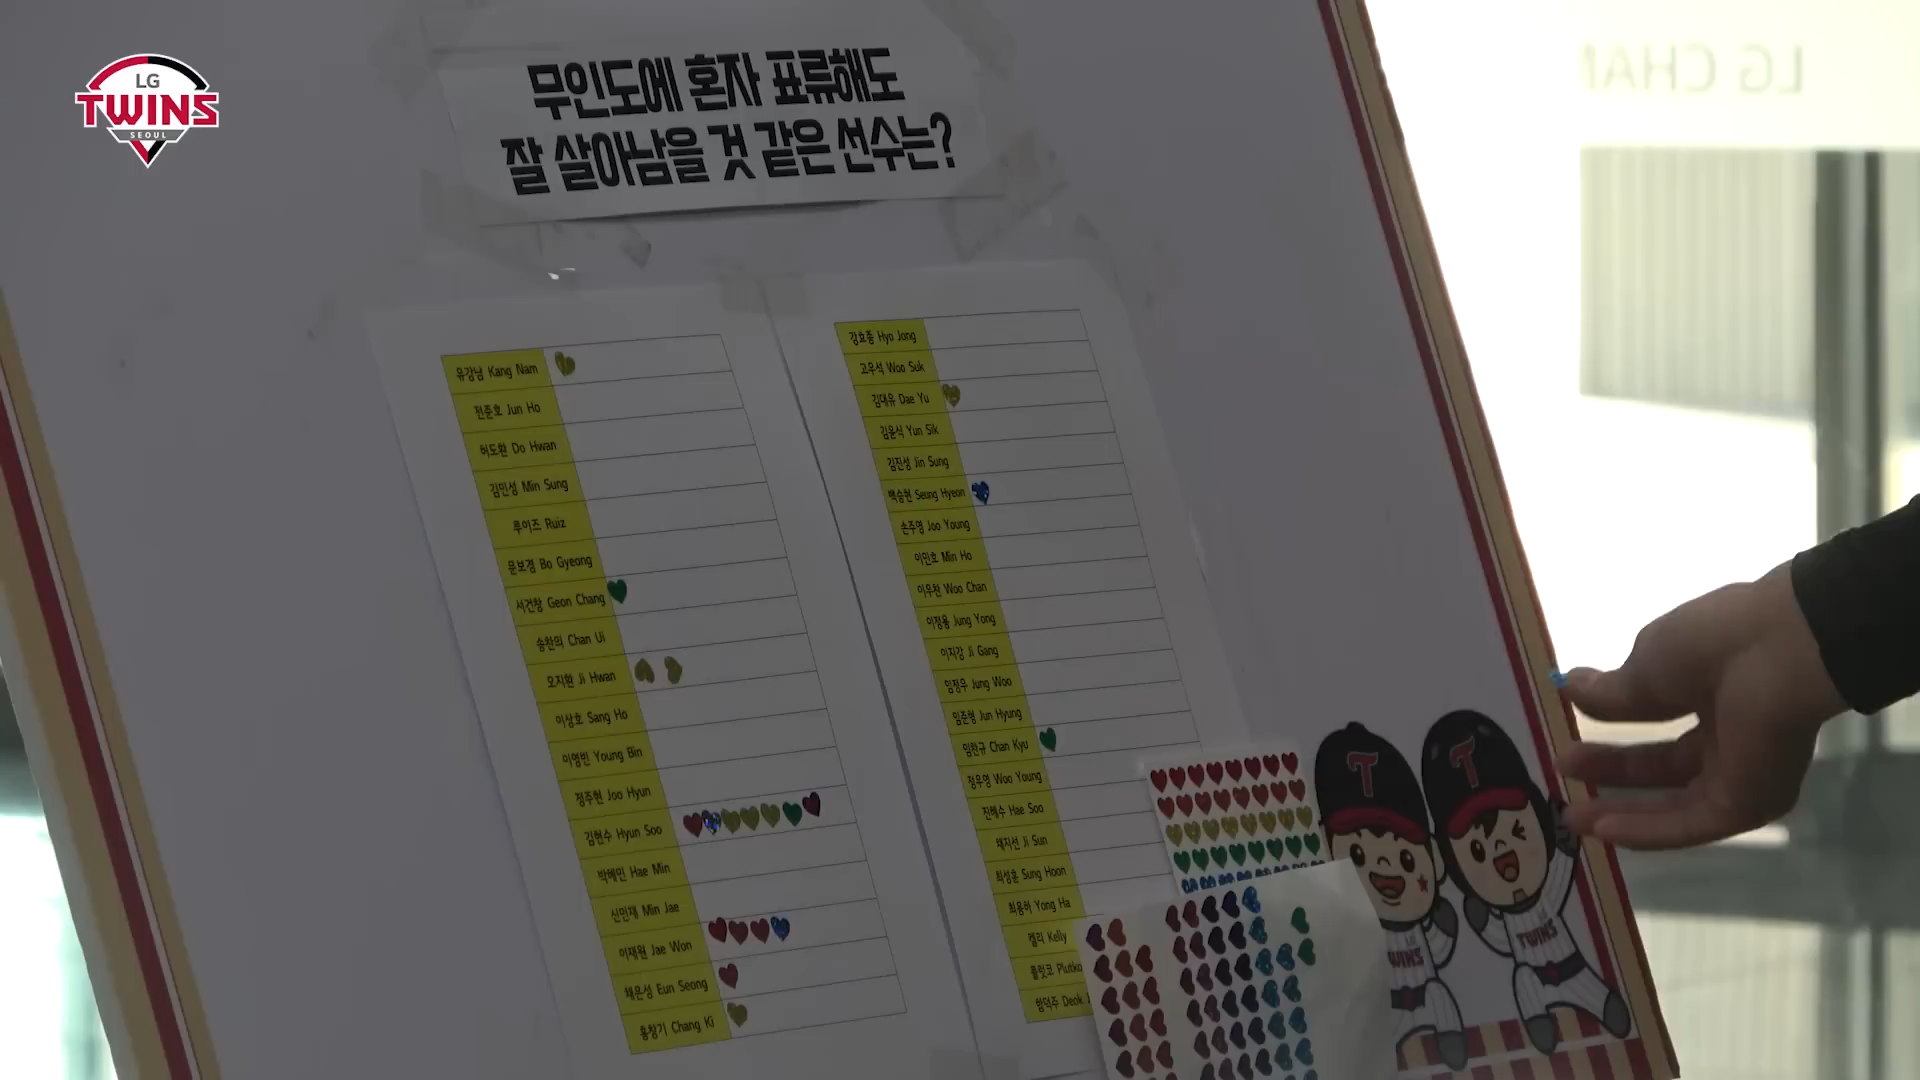 LG
TWINS
SEOUL
무인도에 혼자 표류해도
잘 살아남을 것 같은 선수는?
유강남 Kang Nam
전준호 Jun Ho
허도환 Do Hwan
김민성 Min Sung
루이즈 Ruiz
문보경 Bo Gyeong
서건창 Geon Chang
송찬의 Chan Ui
오지환 Ji Hwan
이상호 Sang Ho
이영빈 Young Bin
정주현 Joo Hyun
김현수 Hyun Soo
박해민 Hae Min
신민재 Min Jae
이재원 Jae Won
채은성 Eun Seong
홍창기 Chang Ki
강효종 Hyo Jong
고우석 Woo Suk
김대유 Dae Yu
김윤식 Yun Sik
김진성 Jin Sung
백승현 Seung Hyeon
손주영 Joo Young
이민호 Min Ho
이우찬 Woo Chan
이정용 Jung Yong
이지강 Ji Gang
임정우 Jung Woo
임준형 Jun Hyung
임찬규 Chan Kyu
정우영 Woo Young
진해수 Hae Soo
채지선 Ji Sun
최성훈 Sung Hoon
최용하 Yong Ha
켈리 Kelly
플럿코 Plutko
함덕주 Deok
LG CHAM
T
T
LG
TWINS
TWINS